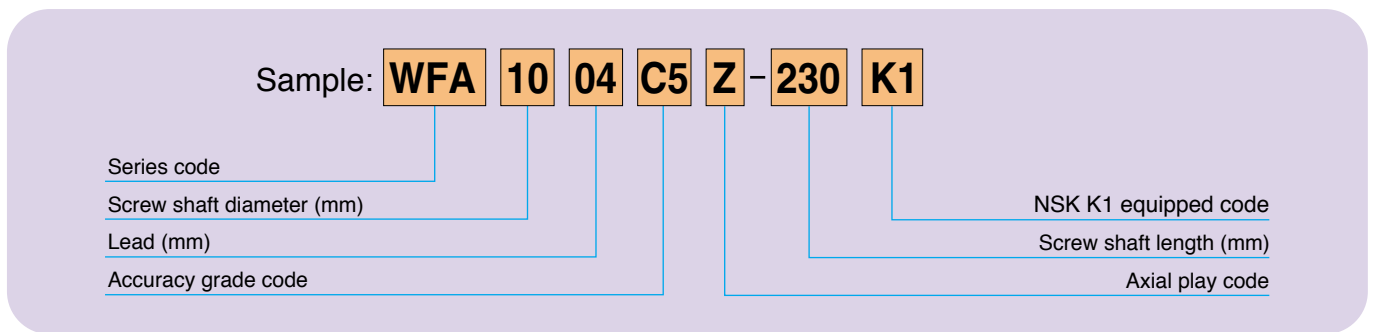 Sample: WFA 10 04 C5 Z - 230 K1
Series code
Screw shaft diameter (mm)
Lead (mm)
Accuracy grade code
NSK K1 equipped code
Screw shaft length (mm)
Axial play code